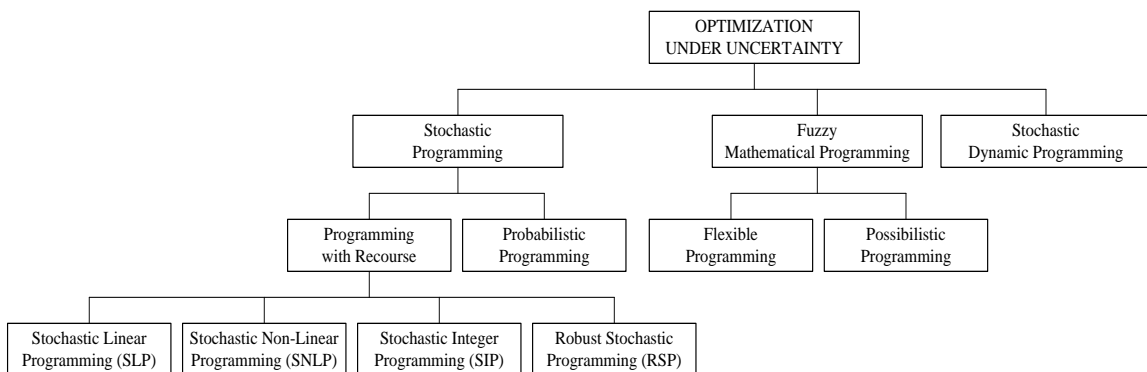 OPTIMIZATION
UNDER UNCERTAINTY
Stochastic
Programming
Fuzzy
Mathematical Programming
Stochastic
Dynamic Programming
Programming
with Recourse
Probabilistic
Programming
Flexible
Programming
Possibilistic
Programming
Stochastic Linear
Programming (SLP)
Stochastic Non-Linear
Programming (SNLP)
Stochastic Integer
Programming (SIP)
Robust Stochastic
Programming (RSP)